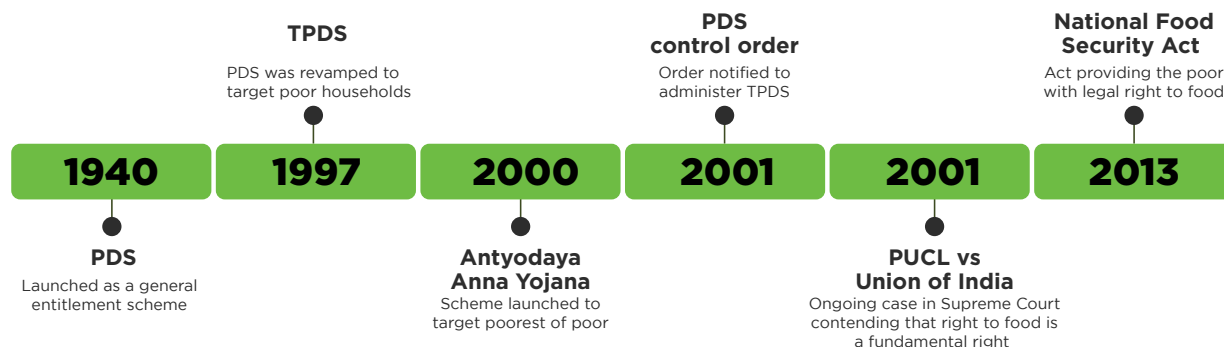 TPDS
PDS was revamped to
target poor households
PDS
control order
Order notified to
administer TPDS
National Food
Security Act
Act providing the poor
with legal right to food
1940
1997
2000
2001
2001
2013
PDS
Launched as a general
entitlement scheme
Antyodaya
Anna Yojana
Scheme launched to
target poorest of poor
PUCL vs
Union of India
Ongoing case in Supreme Court
contending that right to food is
a fundamental right